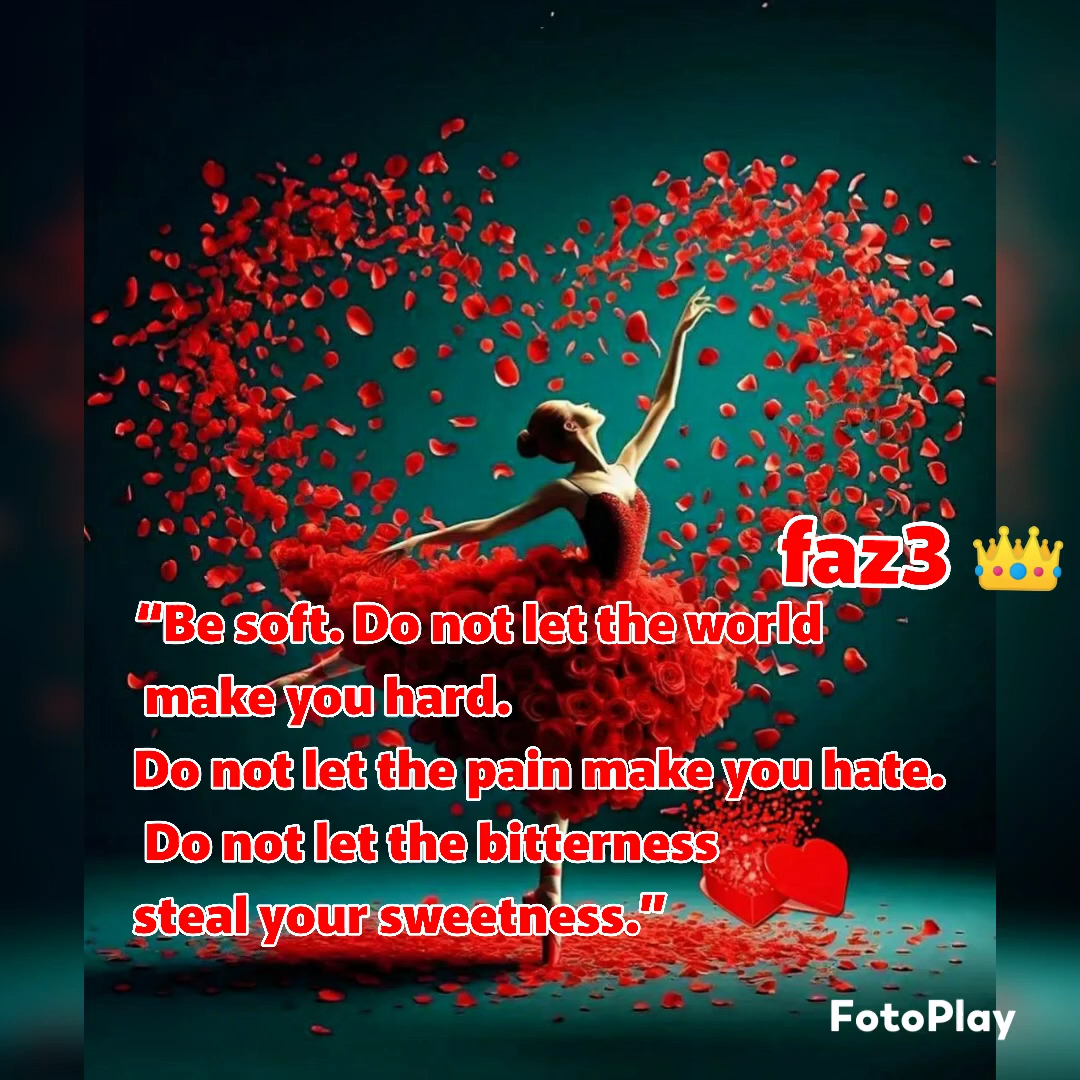 faz3 👑
“Be soft. Do not let the world
make you hard.
Do not let the pain make you hate.
Do not let the bitterness
steal your sweetness.”
FotoPlay